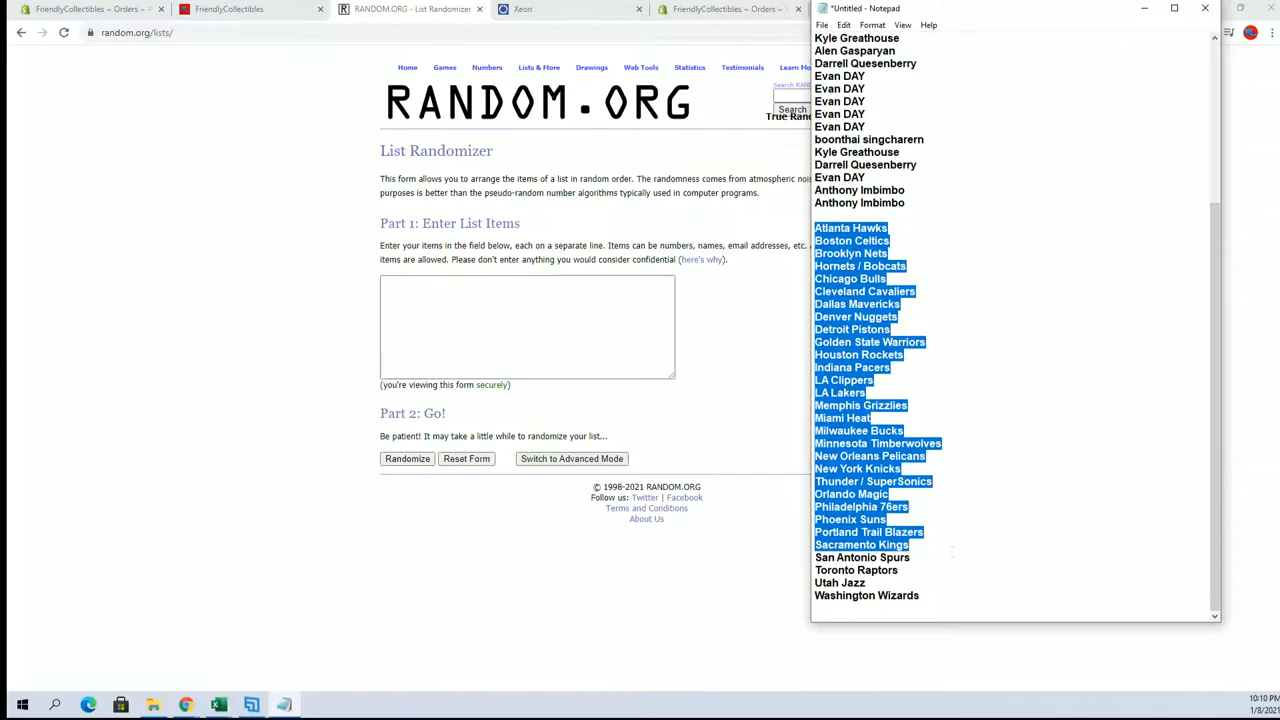 FriendlyCollectibles ~ Orders ~
FriendlyCollectibles
RANDOM.ORG - List Randomizer
Xeon
FriendlyCollectibles ~ Orders ~
*Untitled - Notepad
random.org/lists/
File Edit Format View Help
Home Games Numbers Lists & More Drawings Web Tools Statistics Testimonials Learn Mo
RANDOM.ORG
Search RAN
Search
True Ran
List Randomizer
This form allows you to arrange the items of a list in random order. The randomness comes from atmospheric noi
purposes is better than the pseudo-random number algorithms typically used in computer programs.
Part 1: Enter List Items
Enter your items in the field below, each on a separate line. Items can be numbers, names, email addresses, etc.
items are allowed. Please don't enter anything you would consider confidential (here's why).
(you're viewing this form securely)
Part 2: Go!
Be patient! It may take a little while to randomize your list...
Randomize Reset Form Switch to Advanced Mode
© 1998-2021 RANDOM.ORG
Follow us: Twitter | Facebook
Terms and Conditions
About Us
Kyle Greathouse
Alen Gasparyan
Darrell Quesenberry
Evan DAY
Evan DAY
Evan DAY
Evan DAY
Evan DAY
boonthai singcharern
Kyle Greathouse
Darrell Quesenberry
Evan DAY
Anthony Imbimbo
Anthony Imbimbo
Atlanta Hawks
Boston Celtics
Brooklyn Nets
Hornets / Bobcats
Chicago Bulls
Cleveland Cavaliers
Dallas Mavericks
Denver Nuggets
Detroit Pistons
Golden State Warriors
Houston Rockets
Indiana Pacers
LA Clippers
LA Lakers
Memphis Grizzlies
Miami Heat
Milwaukee Bucks
Minnesota Timberwolves
New Orleans Pelicans
New York Knicks
Thunder / SuperSonics
Orlando Magic
Philadelphia 76ers
Phoenix Suns
Portland Trail Blazers
Sacramento Kings
San Antonio Spurs
Toronto Raptors
Utah Jazz
Washington Wizards
10:10 PM
1/8/2021